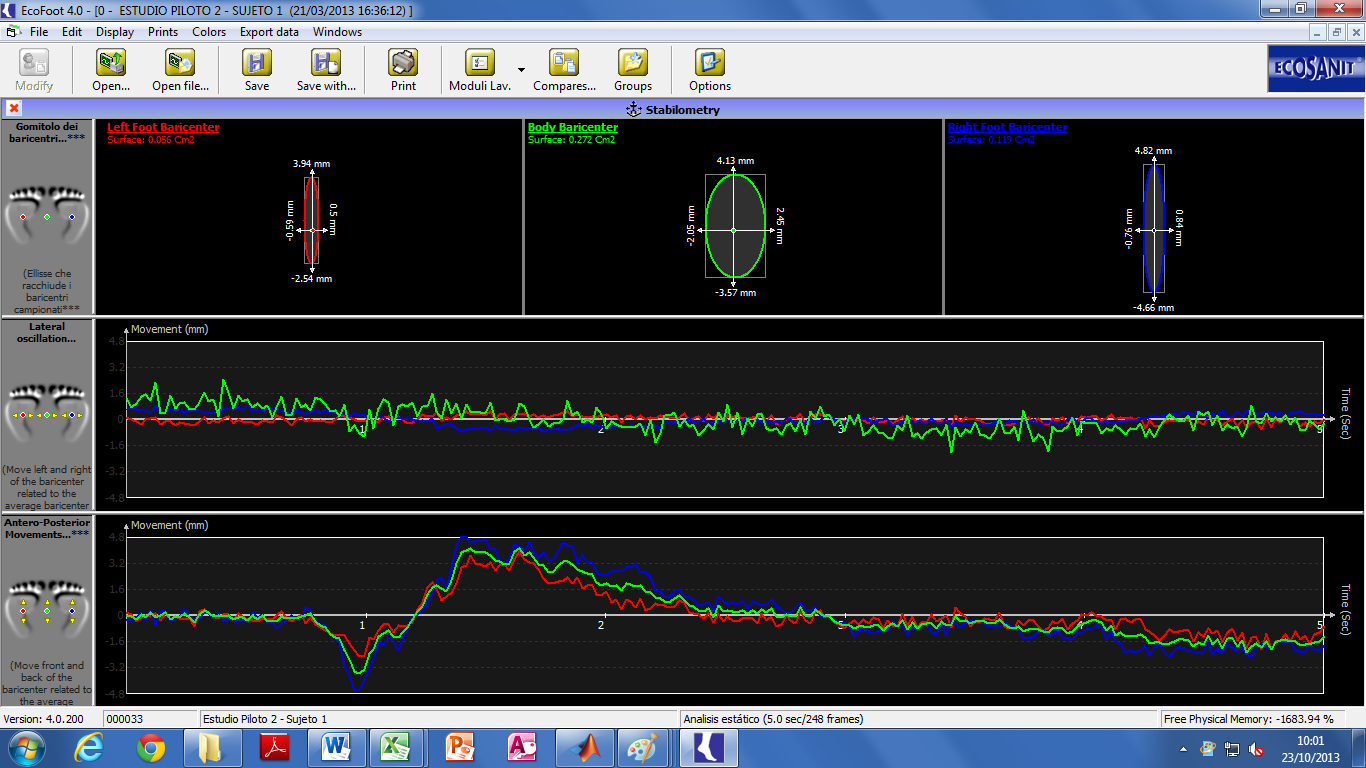 EcoFoot 4.0 - [0 -  ESTUDIO PILOTO 2 - SUJETO 1  (21/03/2013 16:36:12) ]
File Edit Display Prints Colors Export data Windows
Modify Open... Open file... Save Save with... Print Moduli Lav. Compares... Groups Options
ECOSANIT
Stabilometry
Gomitolo dei
baricentri...***
(Ellisse che
racchiude i
baricentri
campionati***
Left Foot Baricenter
Surface: 0.056 Cm2
3.94 mm
-0.59 mm
0.5 mm
-2.54 mm
Body Baricenter
Surface: 0.272 Cm2
4.13 mm
-2.05 mm
2.45 mm
-3.57 mm
Right Foot Baricenter
Surface: 0.119 Cm2
4.82 mm
-0.76 mm
0.84 mm
-4.66 mm
Lateral
oscillation...
(Move left and right
of the baricenter
related to the
average baricenter
Movement (mm)
4.8
3.2
1.6
0
-1.6
-3.2
-4.8
1 2 3 4 5
Time (Sec)
Antero-Posterior
Movements...***
(Move front and
back of the
baricenter related to
the average
Movement (mm)
4.8
3.2
1.6
0
-1.6
-3.2
-4.8
1 2 3 4 5
Time (Sec)
Version: 4.0.200 000033 Estudio Piloto 2 - Sujeto 1 Analisis estático (5.0 sec/248 frames) Free Physical Memory: -1683.94 %
10:01
23/10/2013